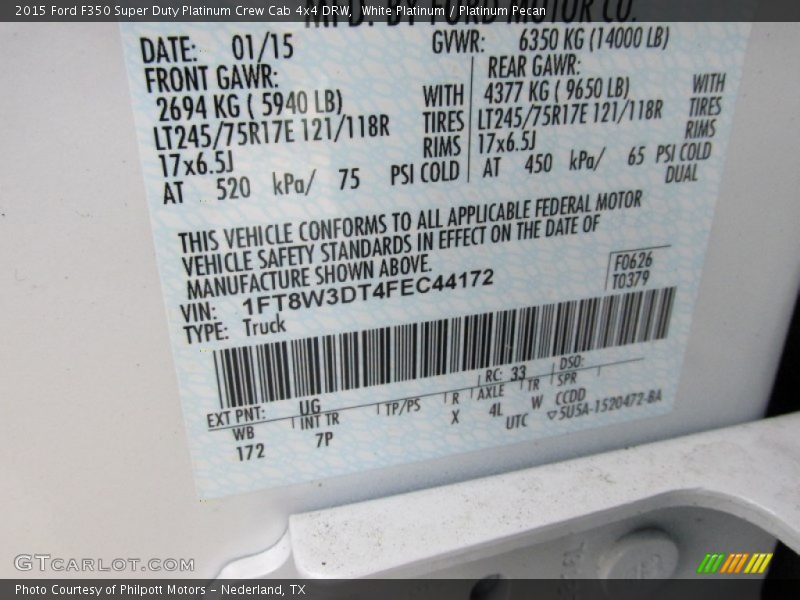 2015 Ford F350 Super Duty Platinum Crew Cab 4x4 DRW, White Platinum / Platinum Pecan
MFD. BY FORD MOTOR CO.
DATE: 01/15 GVWR: 6350 KG (14000 LB)
FRONT GAWR: REAR GAWR:
2694 KG ( 5940 LB) WITH 4377 KG ( 9650 LB) WITH
LT245/75R17E 121/118R TIRES LT245/75R17E 121/118R TIRES
17x6.5J RIMS 17x6.5J RIMS
AT 520 kPa/ 75 PSI COLD AT 450 kPa/ 65 PSI COLD
DUAL
THIS VEHICLE CONFORMS TO ALL APPLICABLE FEDERAL MOTOR
VEHICLE SAFETY STANDARDS IN EFFECT ON THE DATE OF
MANUFACTURE SHOWN ABOVE.
F0626
VIN: 1FT8W3DT4FEC44172 T0379
TYPE: Truck
EXT PNT: UG RC: 33 DSO:
WB INT TR TP/PS R AXLE TR SPR
172 7P X 4L W CCDD
UTC ▽5U5A-1520472-BA
GTCARLOT.COM
Photo Courtesy of Philpott Motors – Nederland, TX